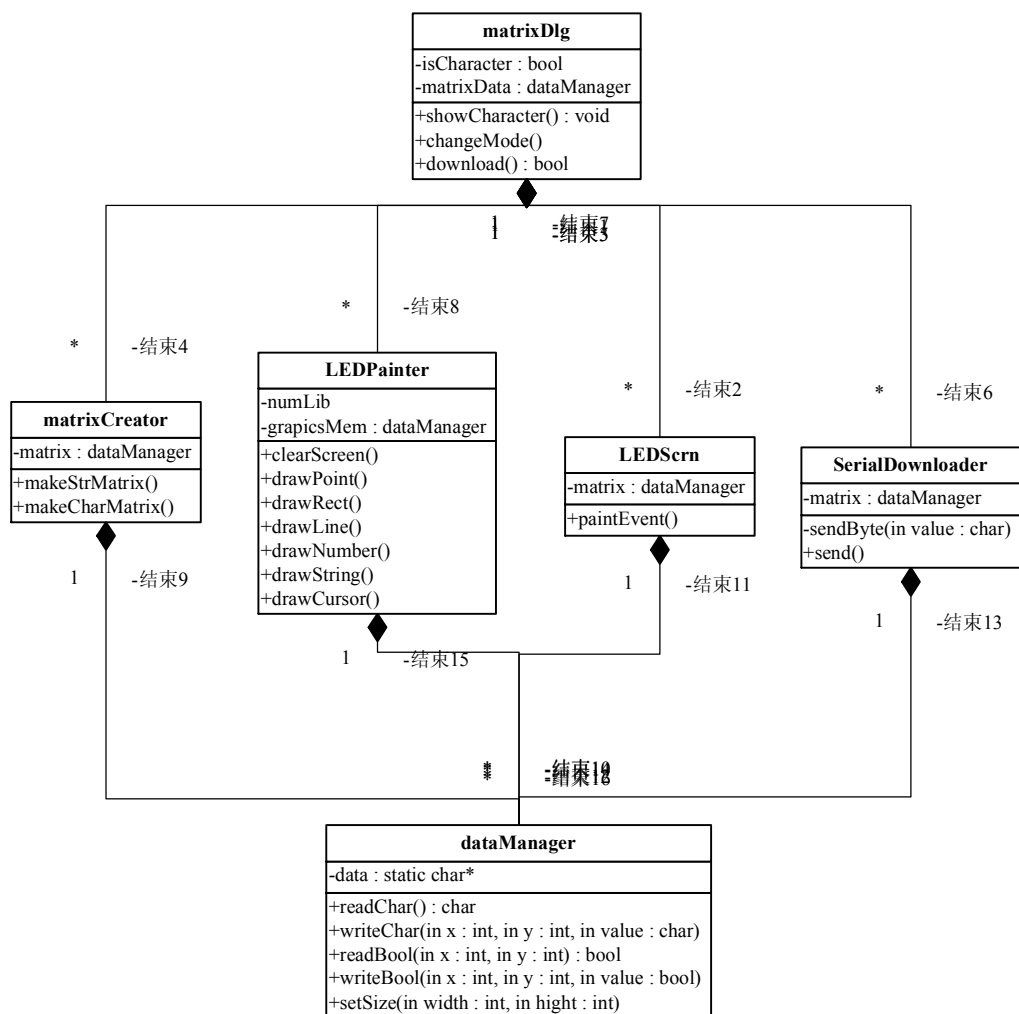 matrixDlg
-isCharacter : bool
-matrixData : dataManager
+showCharacter() : void
+changeMode()
+download() : bool
1
1
* -结束8
* -结束4
* -结束2
* -结束6
LEDPainter
-numLib
-grapicsMem : dataManager
+clearScreen()
+drawPoint()
+drawRect()
+drawLine()
+drawNumber()
+drawString()
+drawCursor()
matrixCreator
-matrix : dataManager
+makeStrMatrix()
+makeCharMatrix()
LEDScrn
-matrix : dataManager
+paintEvent()
SerialDownloader
-matrix : dataManager
-sendByte(in value : char)
+send()
1 -结束9
1 -结束11
1 -结束13
1 -结束15
*
dataManager
-data : static char*
+readChar() : char
+writeChar(in x : int, in y : int, in value : char)
+readBool(in x : int, in y : int) : bool
+writeBool(in x : int, in y : int, in value : bool)
+setSize(in width : int, in hight : int)